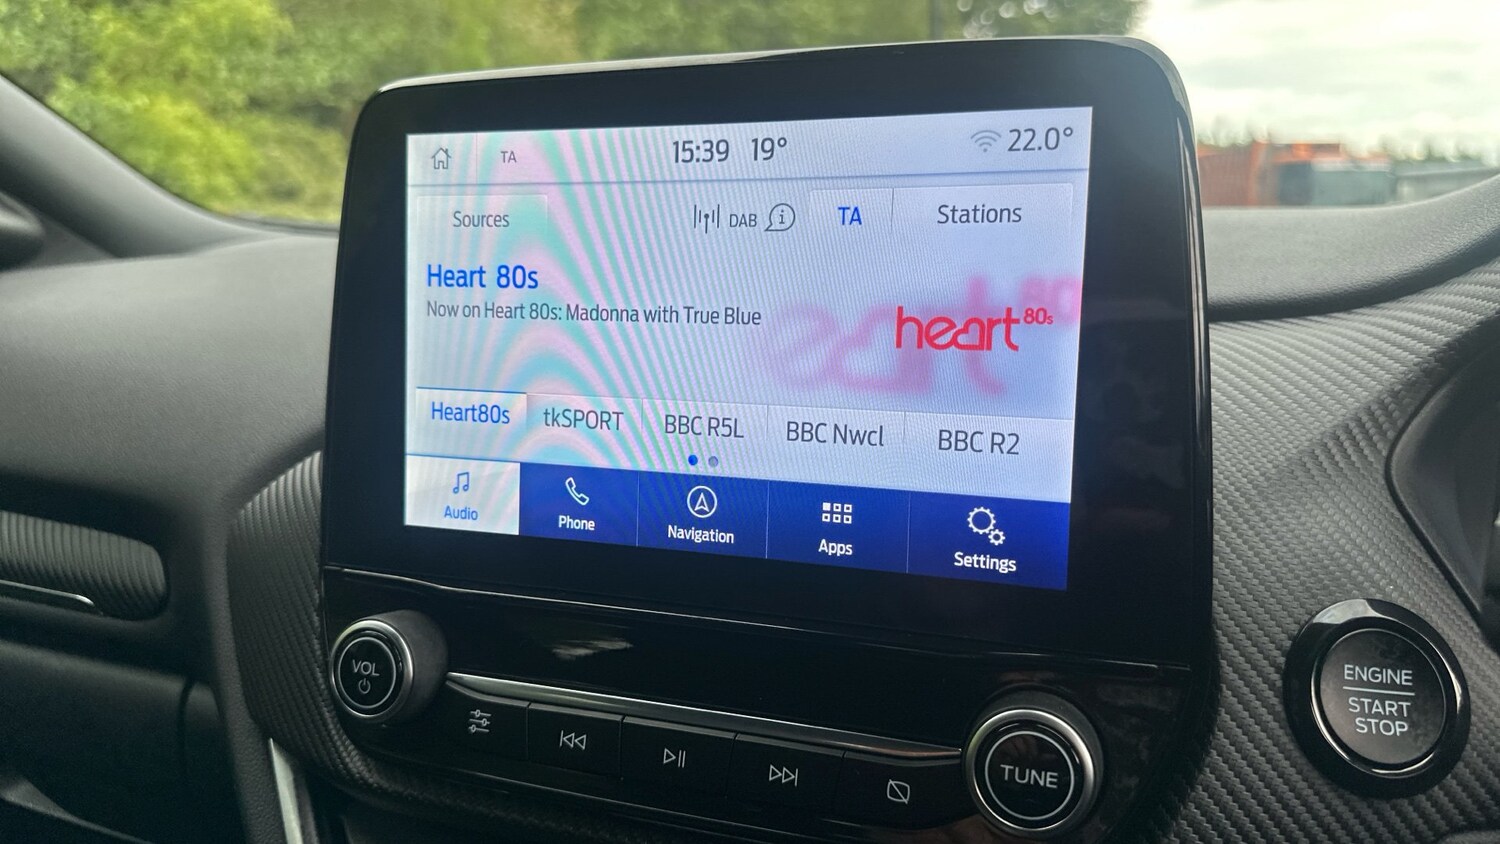 TA 15:39 19° 22.0°
Sources DAB TA Stations
Heart 80s
Now on Heart 80s: Madonna with True Blue
heart 80s
Heart80s tkSPORT BBC R5L BBC Nwcl BBC R2
Audio Phone Navigation Apps Settings
VOL
TUNE
ENGINE
START
STOP